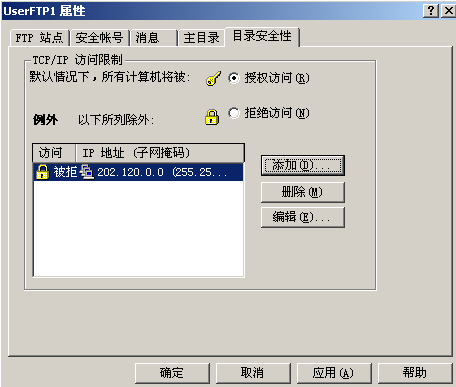 UserFTP1 属性
FTP 站点 安全帐号 消息 主目录 目录安全性
TCP/IP 访问限制
默认情况下，所有计算机将被: 授权访问(R)
例外 以下所列除外: 拒绝访问(N)
访问 IP 地址 (子网掩码)
被拒 202.120.0.0 (255.25...
添加(D)...
删除(M)
编辑(E)...
确定 取消 应用(A) 帮助